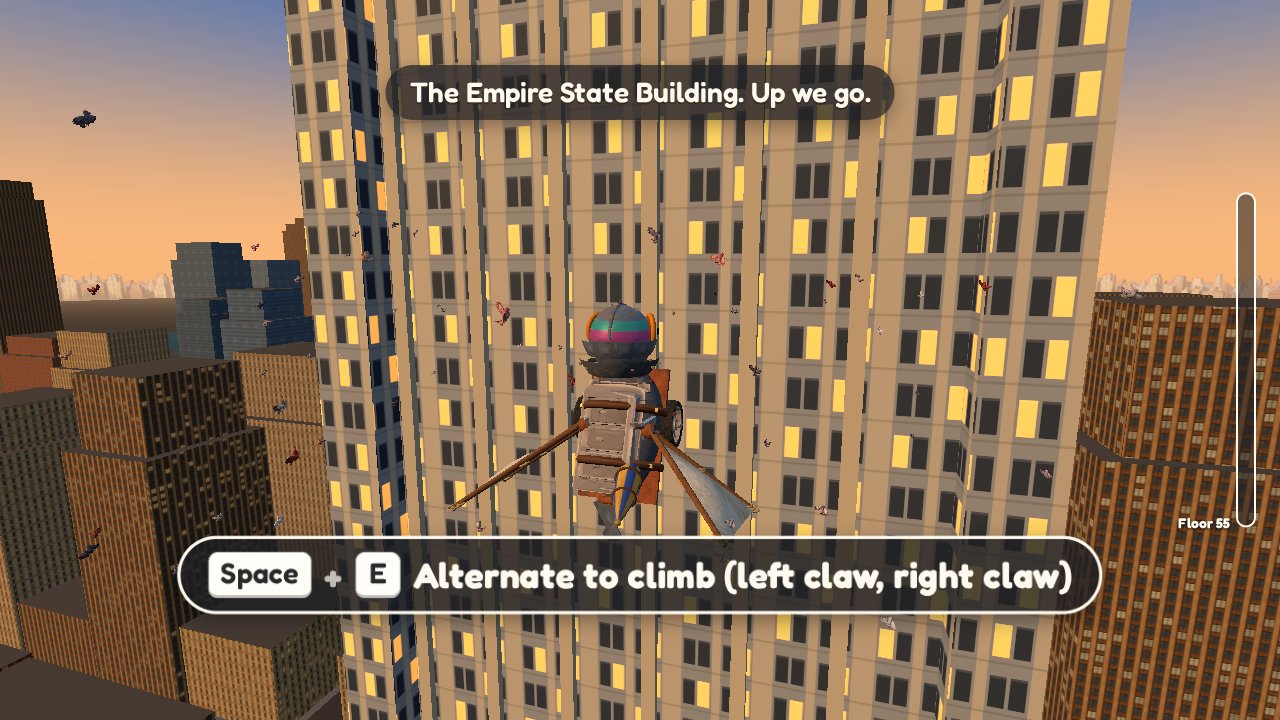 The Empire State Building. Up we go.
Floor 55
Space + E Alternate to climb (left claw, right claw)